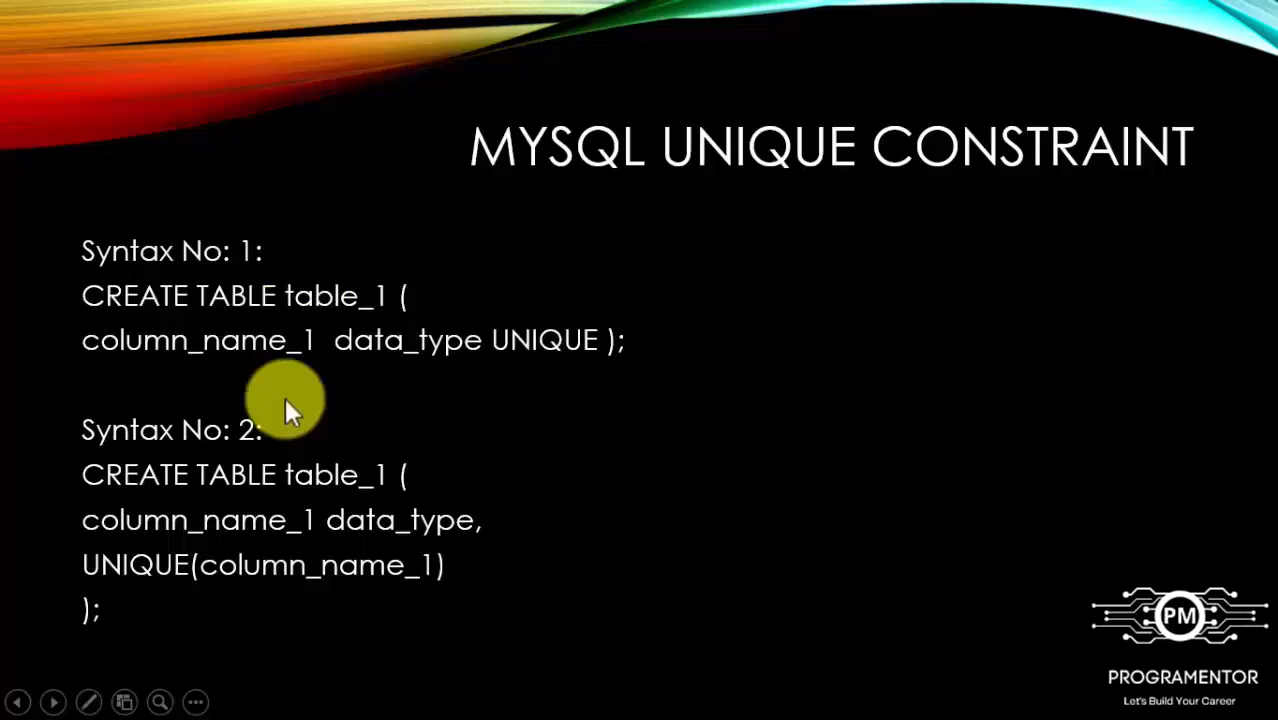 MYSQL UNIQUE CONSTRAINT
Syntax No: 1:
CREATE TABLE table_1 (
column_name_1  data_type UNIQUE );
Syntax No: 2:
CREATE TABLE table_1 (
column_name_1 data_type,
UNIQUE(column_name_1)
);
PM
PROGRAMENTOR
Let's Build Your Career